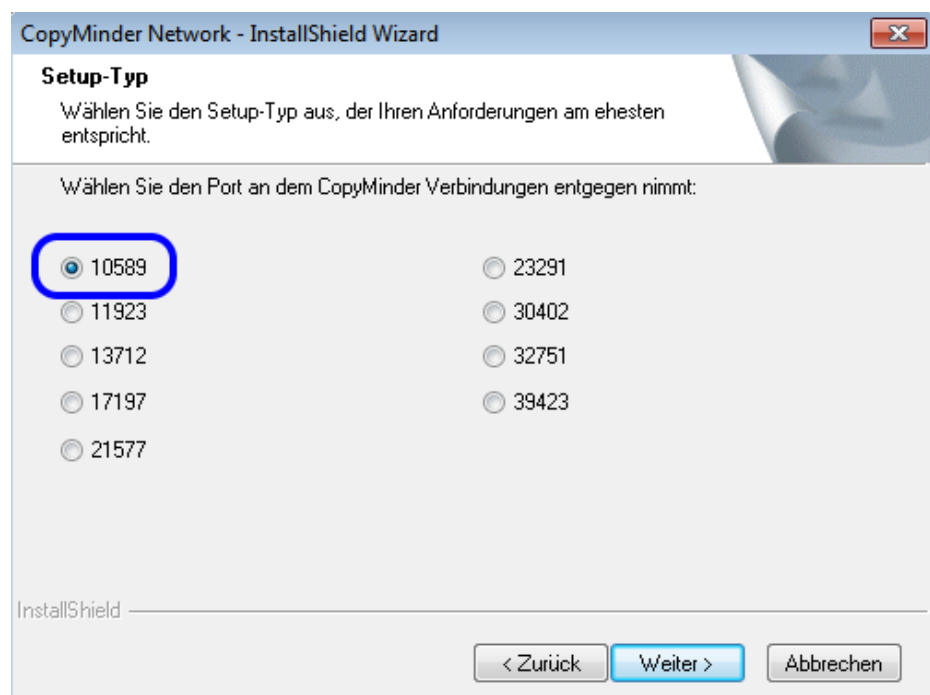 CopyMinder Network - InstallShield Wizard
Setup-Typ
Wählen Sie den Setup-Typ aus, der Ihren Anforderungen am ehesten
entspricht.
Wählen Sie den Port an dem CopyMinder Verbindungen entgegen nimmt:
10589
11923
13712
17197
21577
23291
30402
32751
39423
InstallShield
< Zurück
Weiter >
Abbrechen